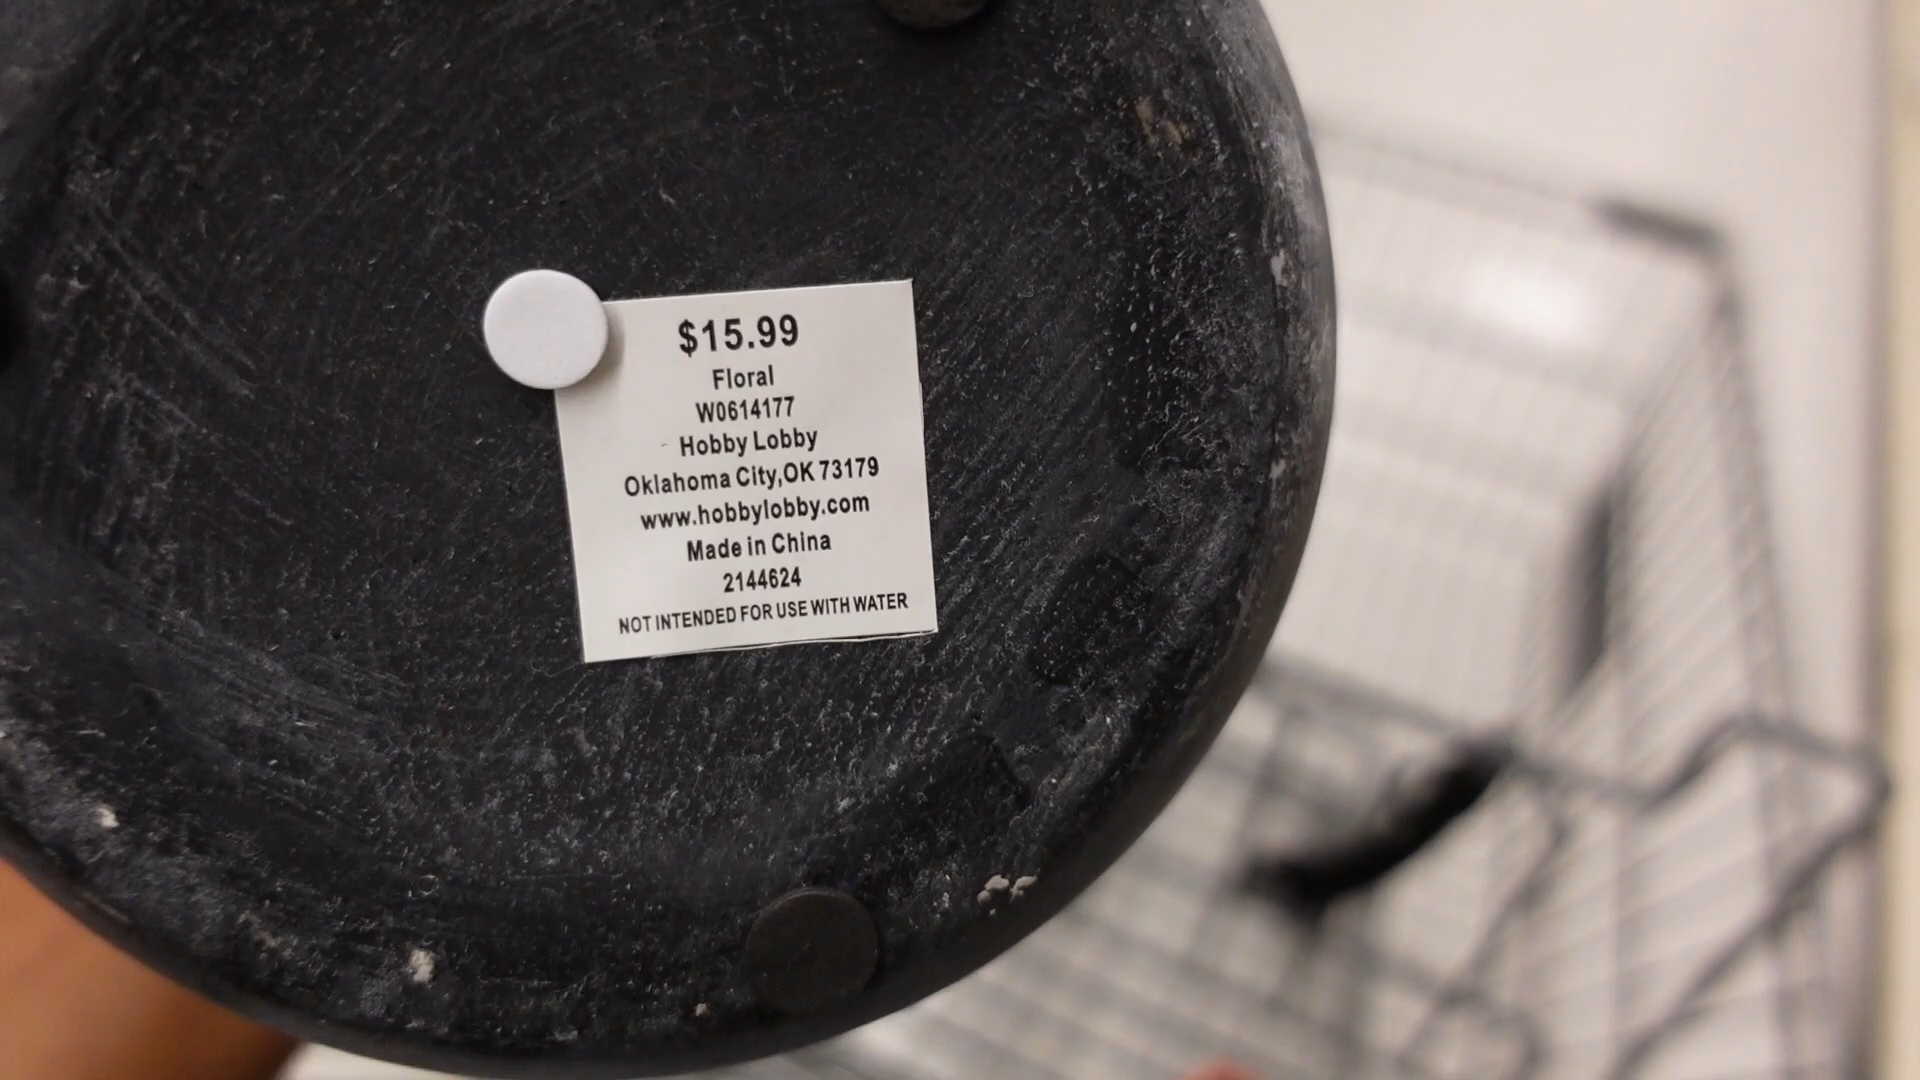 $15.99
Floral
W0614177
Hobby Lobby
Oklahoma City,OK 73179
www.hobbylobby.com
Made in China
2144624
NOT INTENDED FOR USE WITH WATER